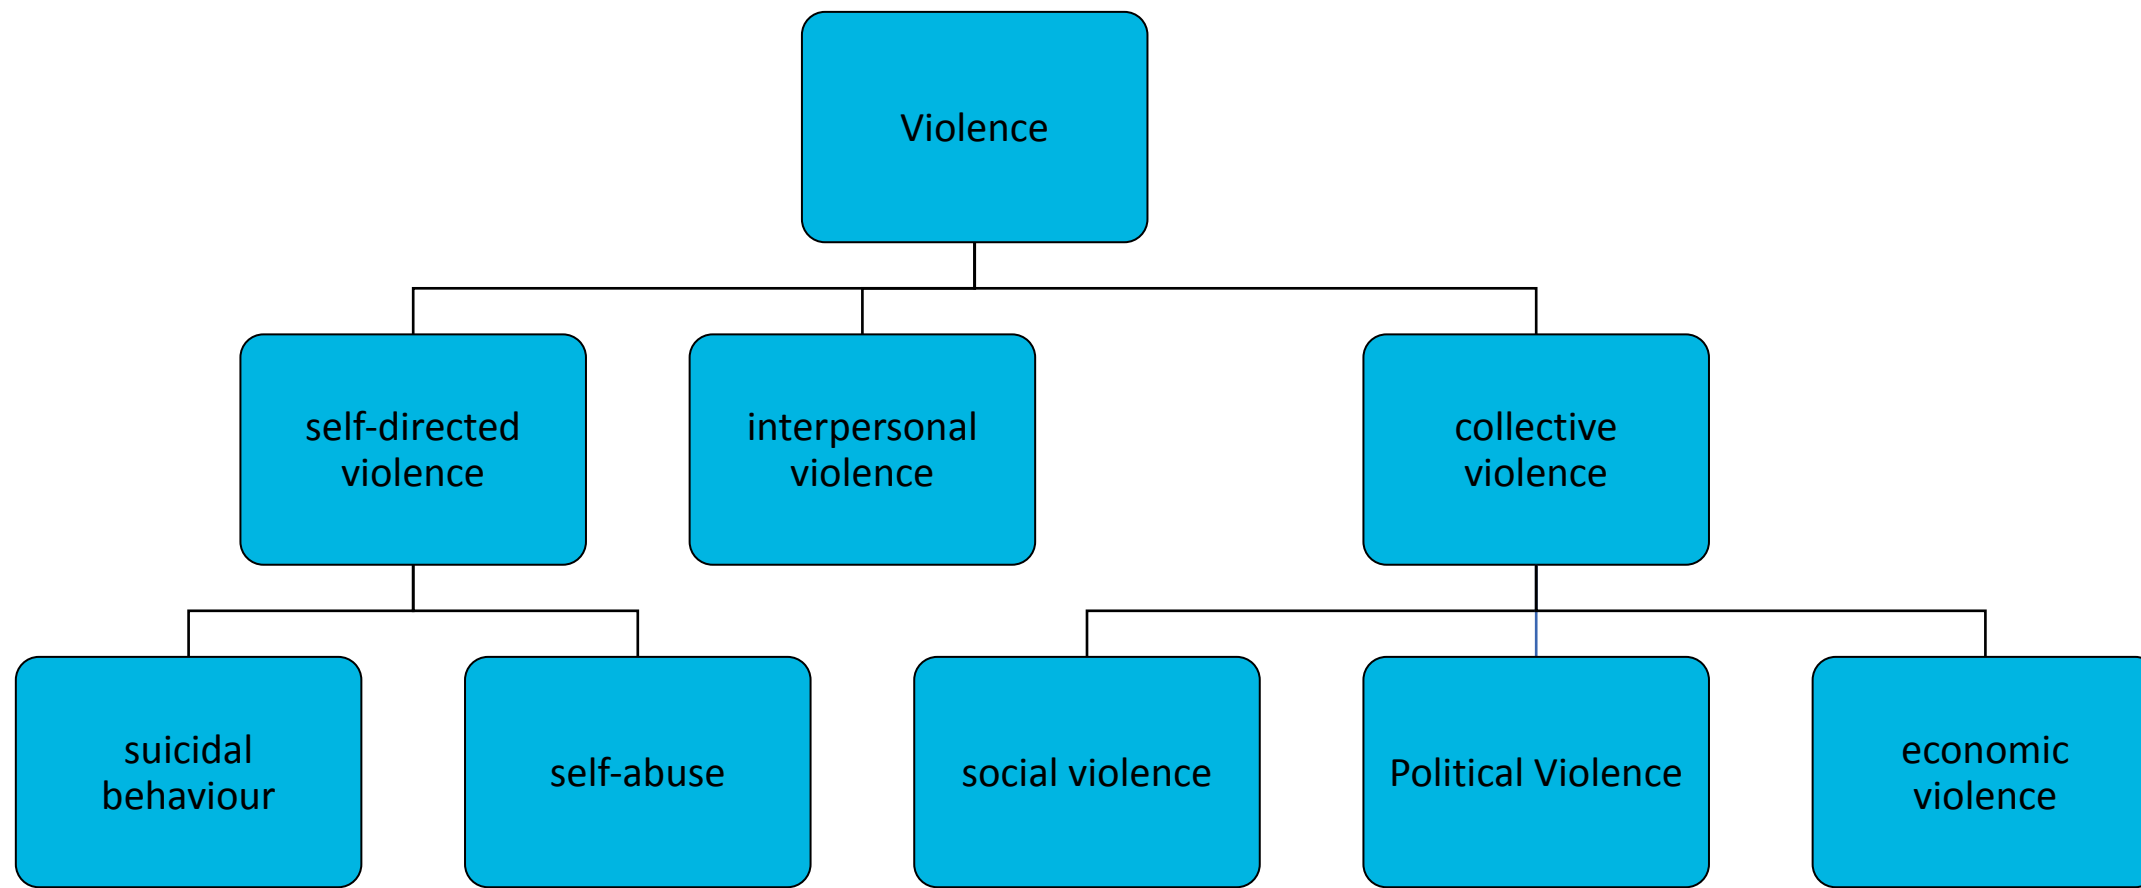 Violence
self-directed
violence
interpersonal
violence
collective
violence
suicidal
behaviour
self-abuse
social violence
Political Violence
economic
violence